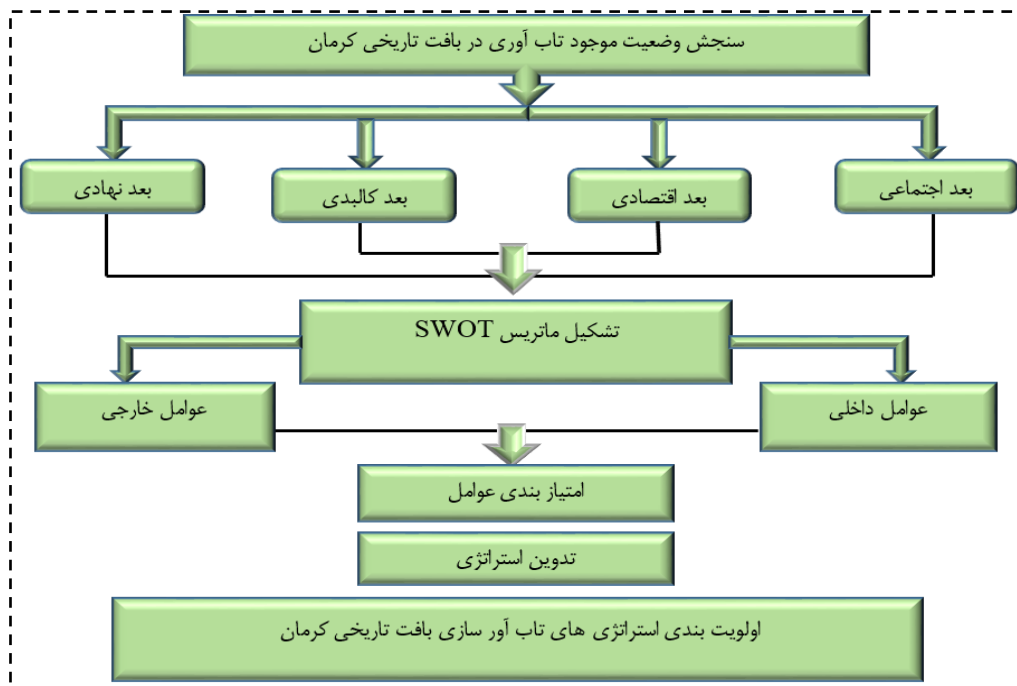 سنجش وضعیت موجود تاب آوری در بافت تاریخی کرمان
بعد اجتماعی
بعد اقتصادی
بعد کالبدی
بعد نهادی
تشکیل ماتریس SWOT
عوامل داخلی
عوامل خارجی
امتیاز بندی عوامل
تدوین استراتژی
اولویت بندی استراتژی های تاب آور سازی بافت تاریخی کرمان